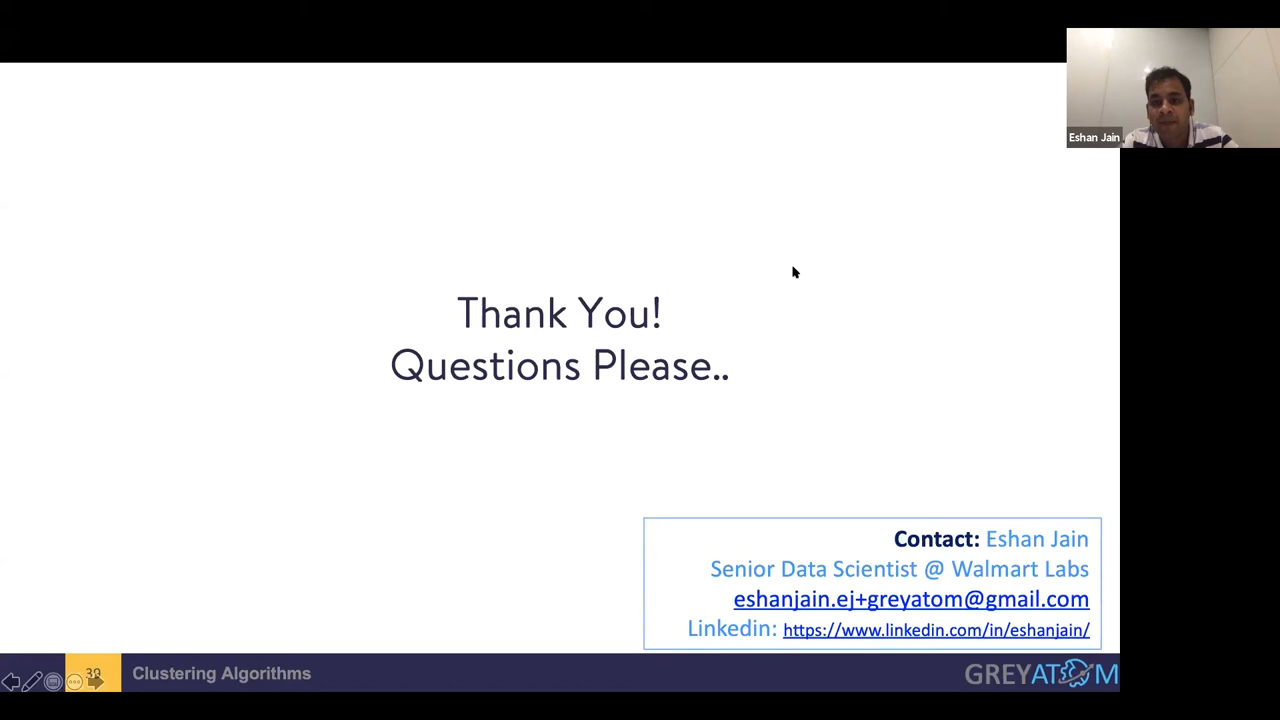 Eshan Jain
Thank You!
Questions Please..
Contact: Eshan Jain
Senior Data Scientist @ Walmart Labs
eshanjain.ej+greyatom@gmail.com
Linkedin: https://www.linkedin.com/in/eshanjain/
39
Clustering Algorithms
GREYATOM